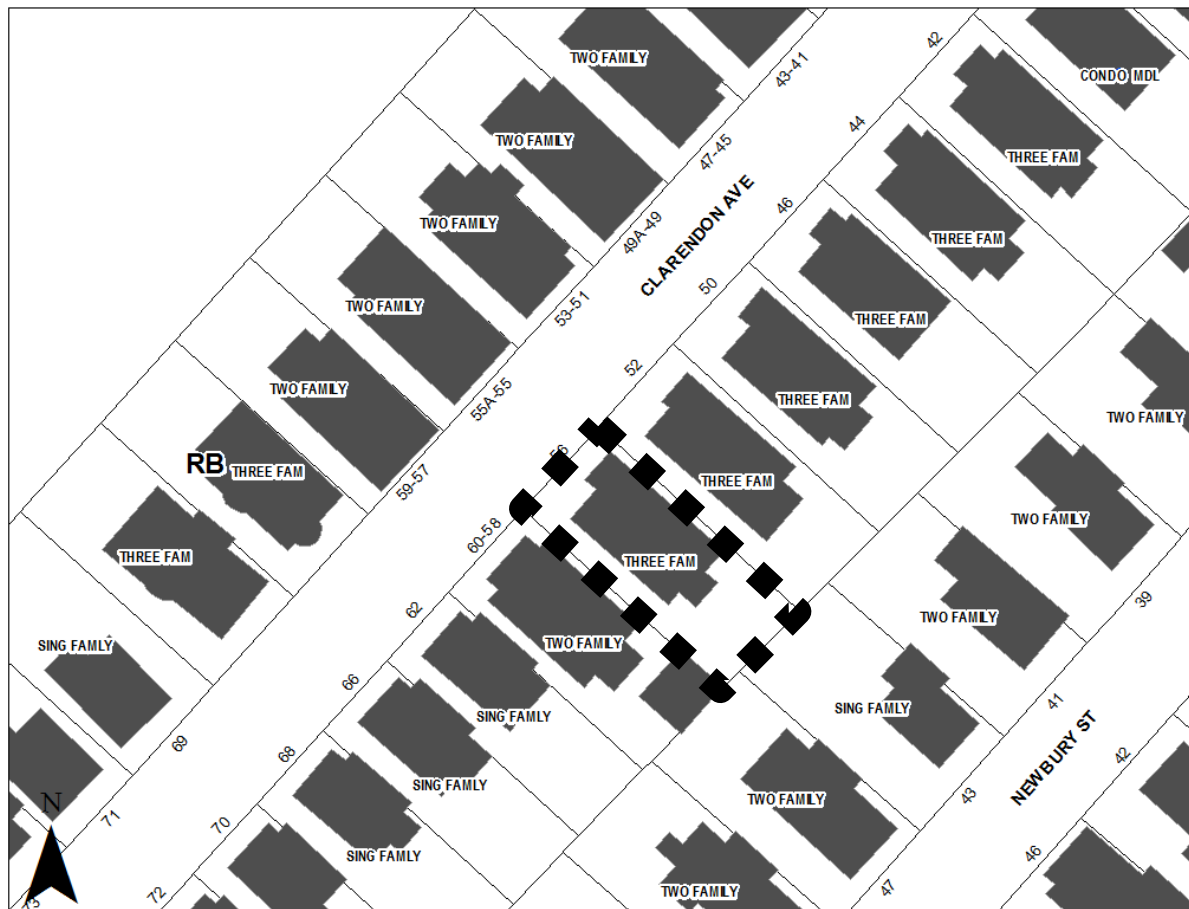 TWO FAMILY
43-41
42
CONDO MDL
TWO FAMILY
47-45
44
THREE FAM
TWO FAMILY
49A-49
CLARENDON AVE
46
THREE FAM
TWO FAMILY
53-51
50
THREE FAM
TWO FAMILY
55A-55
52
THREE FAM
TWO FAMILY
RB
THREE FAM
59-57
56
THREE FAM
TWO FAMILY
THREE FAM
60-58
THREE FAM
39
TWO FAMILY
SING FAMLY
62
TWO FAMILY
41
SING FAMLY
69
66
SING FAMLY
NEWBURY ST
42
68
SING FAMLY
TWO FAMILY
43
N
71
70
SING FAMLY
46
73
72
TWO FAMILY
47